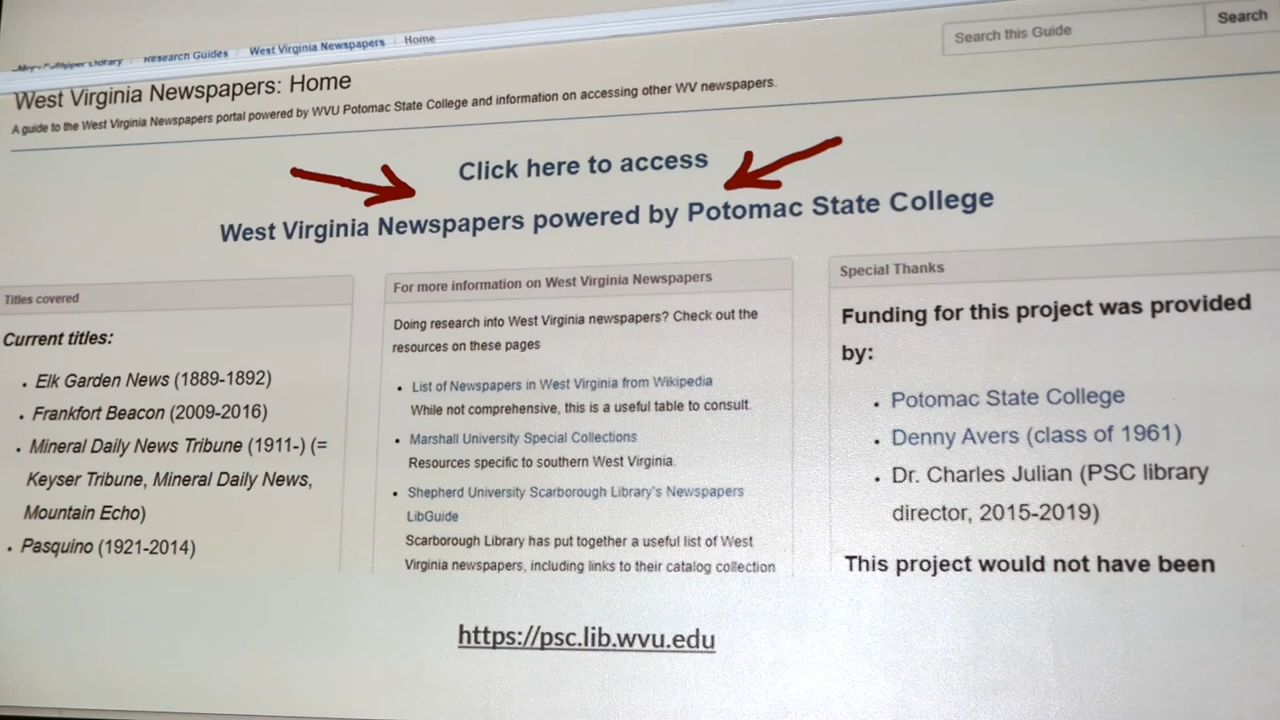 Research Guides West Virginia Newspapers Home
Search this Guide Search
West Virginia Newspapers: Home
A guide to the West Virginia Newspapers portal powered by WVU Potomac State College and information on accessing other WV newspapers.
Click here to access
West Virginia Newspapers powered by Potomac State College
Titles covered
Current titles:
• Elk Garden News (1889-1892)
• Frankfort Beacon (2009-2016)
• Mineral Daily News Tribune (1911-) (=
Keyser Tribune, Mineral Daily News,
Mountain Echo)
• Pasquino (1921-2014)
For more information on West Virginia Newspapers
Doing research into West Virginia newspapers? Check out the
resources on these pages
• List of Newspapers in West Virginia from Wikipedia
While not comprehensive, this is a useful table to consult.
• Marshall University Special Collections
Resources specific to southern West Virginia.
• Shepherd University Scarborough Library's Newspapers
LibGuide
Scarborough Library has put together a useful list of West
Virginia newspapers, including links to their catalog collection
Special Thanks
Funding for this project was provided
by:
• Potomac State College
• Denny Avers (class of 1961)
• Dr. Charles Julian (PSC library
director, 2015-2019)
This project would not have been
https://psc.lib.wvu.edu